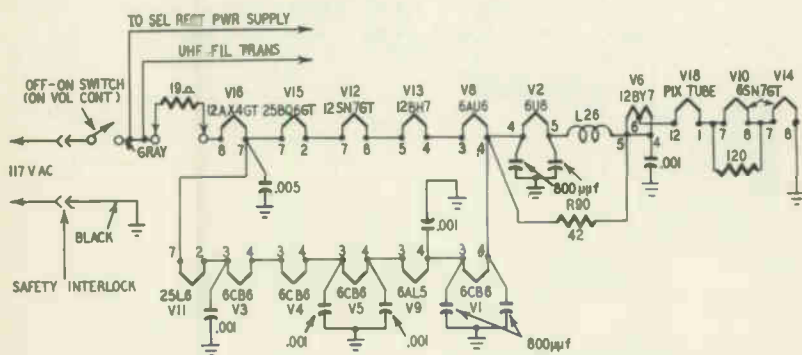 TO SEL RECT PWR SUPPLY
UHF FIL TRANS
OFF-ON SWITCH
(ON VOL CONT)
19Ω
V16
12AX4GT
V15
25BQ6GT
V12
12SN7GT
V13
12BH7
V8
6AU6
V2
6U8
L26
V6
12BY7
V18
PIX TUBE
V10
V14
6SN7GT
GRAY
8 7 7 2 7 8 5 4 3 4 4 5 5 6 4 12 1 7 8 7 8
117 V AC
.005
800μμf
.001
120
R90
42
BLACK
.001
SAFETY INTERLOCK
7 2 3 4 3 4 3 4 3 4 3 4
25L6
V11
6CB6
V3
6CB6
V4
6CB6
V5
6AL5
V9
6CB6
V1
.001
.001
.001
800μμf